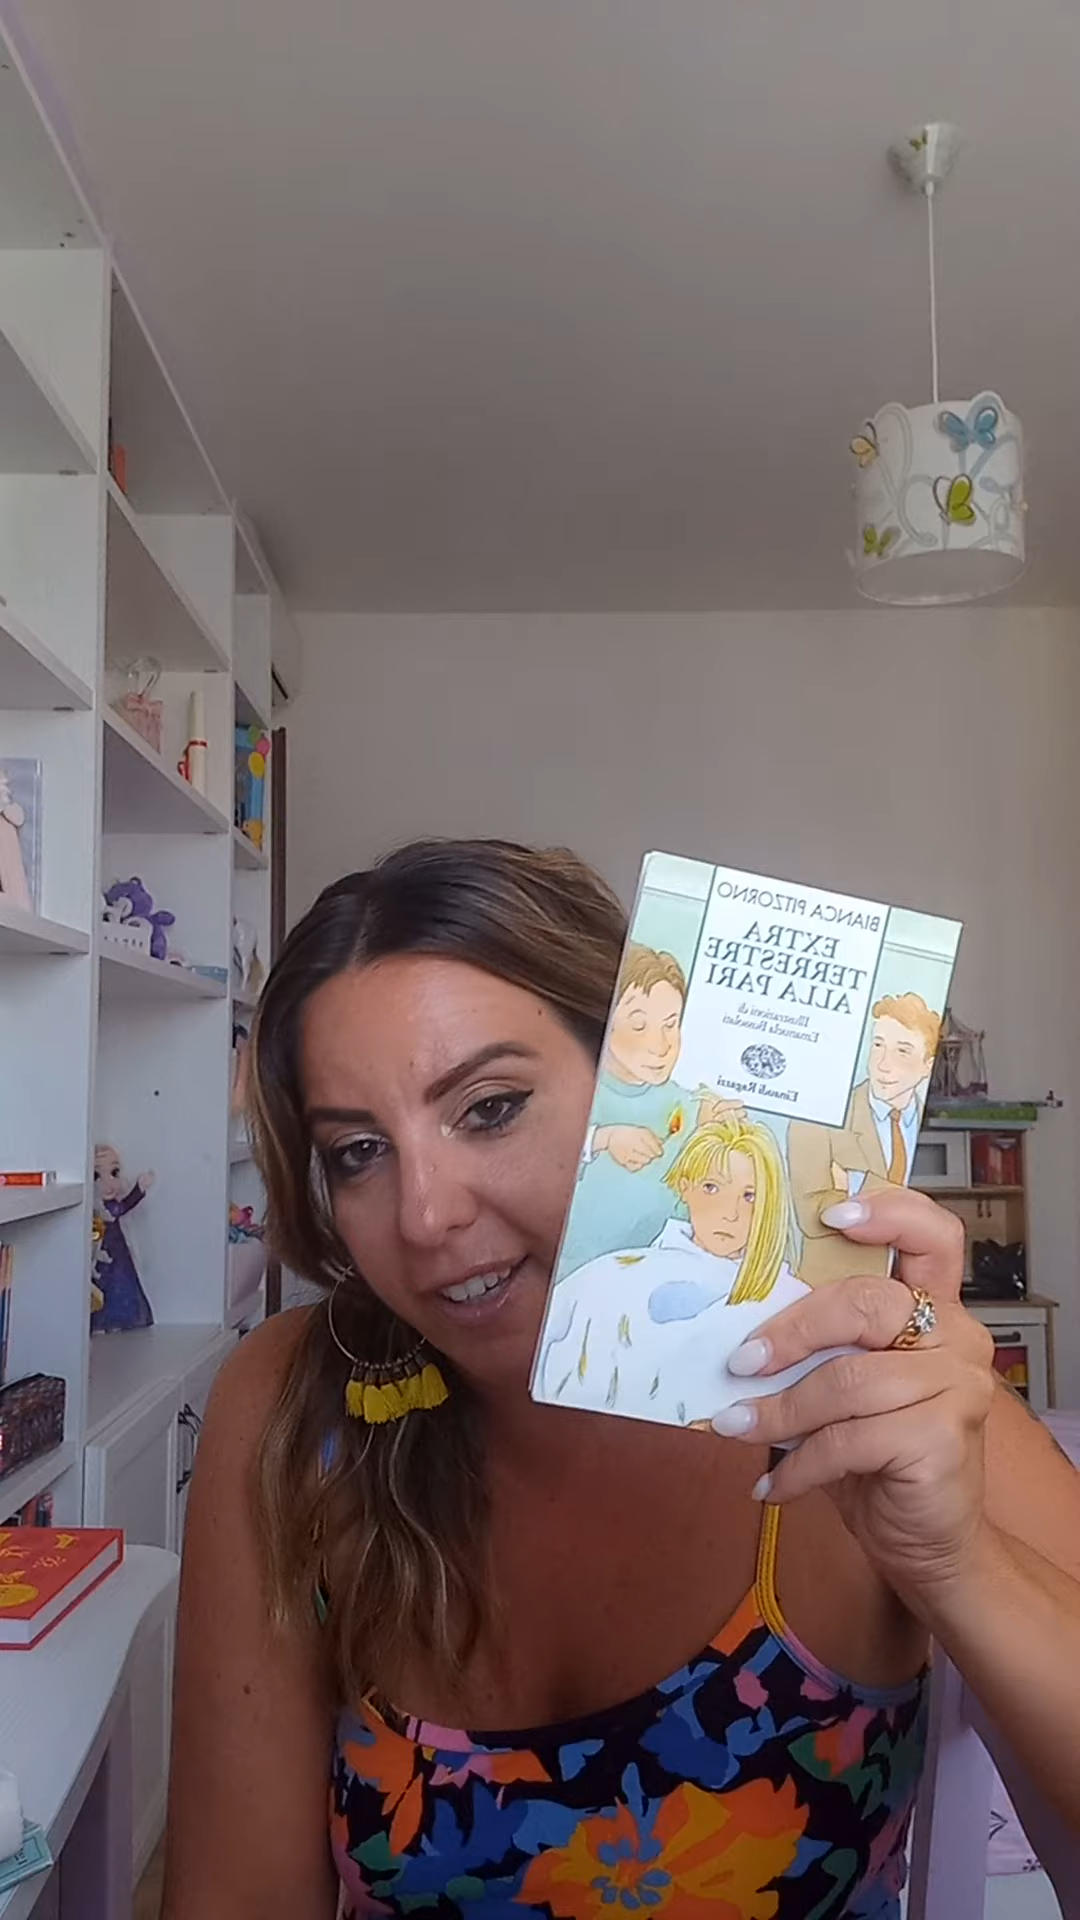 BIANCA PITZORNO
EXTRA
TERRESTRE
ALLA PARI
Illustrazioni di
Emanuela Bussolati
Einaudi Ragazzi